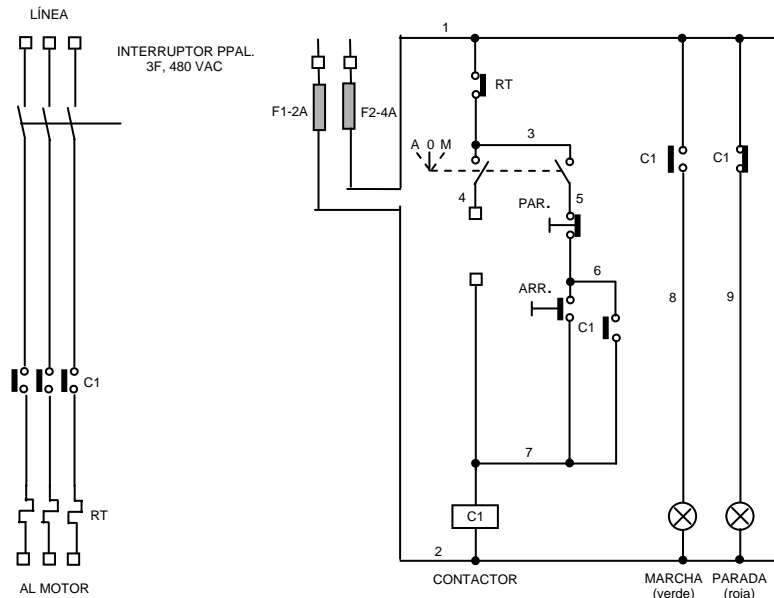 LÍNEA
INTERRUPTOR PPAL.
3F, 480 VAC
F1-2A
F2-4A
1
RT
3
A 0 M
4
5
PAR.
6
ARR.
C1
C1
C1
8
9
C1
7
RT
C1
2
AL MOTOR
CONTACTOR
MARCHA
(verde)
PARADA
(roja)